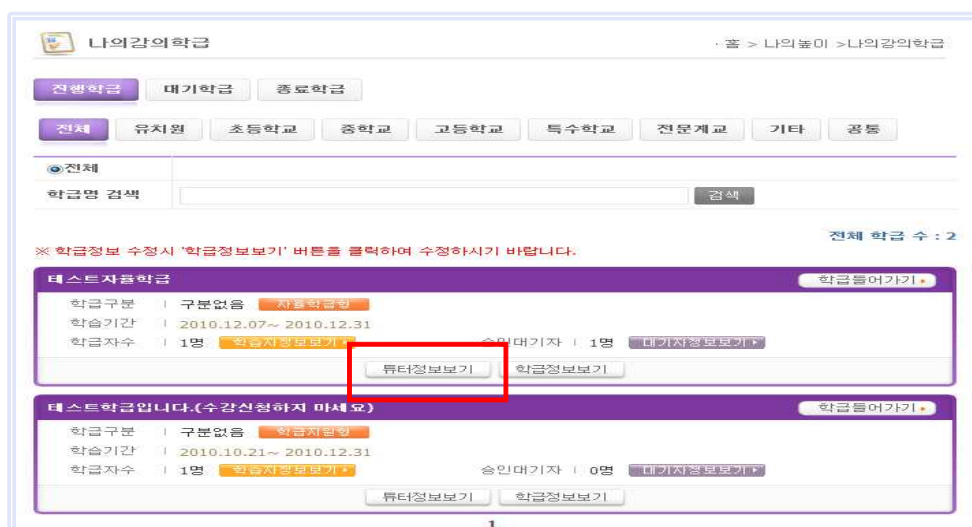 나의강의학급
· 홈 > 나의높이 >나의강의학급
진행학급 대기학급 종료학급
전체 유치원 초등학교 중학교 고등학교 특수학교 전문계교 기타 공통
전체
학급명 검색 검색
전체 학급 수 : 2
※ 학급정보 수정시 '학급정보보기' 버튼을 클릭하여 수정하시기 바랍니다.
테스트자율학급 학급들어가기
학급구분 구분없음 자율학급형
학습기간 2010.12.07~ 2010.12.31
학급자수 1명 학습자정보보기 승인대기자 1명 대기자정보보기
튜터정보보기 학급정보보기
테스트학급입니다.(수강신청하지 마세요) 학급들어가기
학급구분 구분없음 학급지원형
학습기간 2010.10.21~ 2010.12.31
학급자수 1명 학습자정보보기 승인대기자 0명 대기자정보보기
튜터정보보기 학급정보보기
1